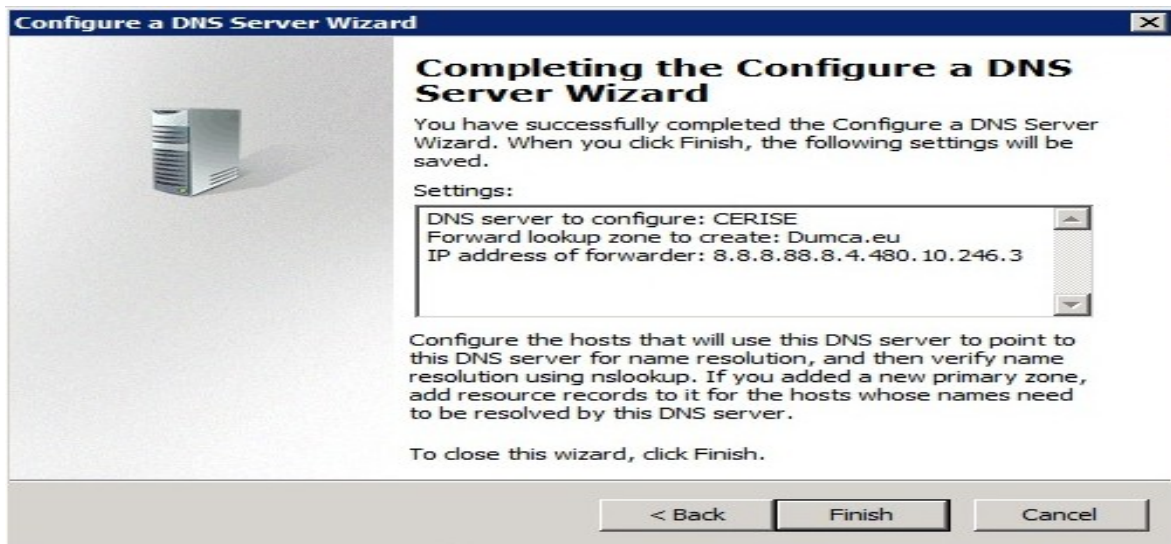 Configure a DNS Server Wizard
Completing the Configure a DNS
Server Wizard
You have successfully completed the Configure a DNS Server
Wizard. When you click Finish, the following settings will be
saved.
Settings:
DNS server to configure: CERISE
Forward lookup zone to create: Dumca.eu
IP address of forwarder: 8.8.8.88.8.4.480.10.246.3
Configure the hosts that will use this DNS server to point to
this DNS server for name resolution, and then verify name
resolution using nslookup. If you added a new primary zone,
add resource records to it for the hosts whose names need
to be resolved by this DNS server.
To close this wizard, click Finish.
< Back Finish Cancel